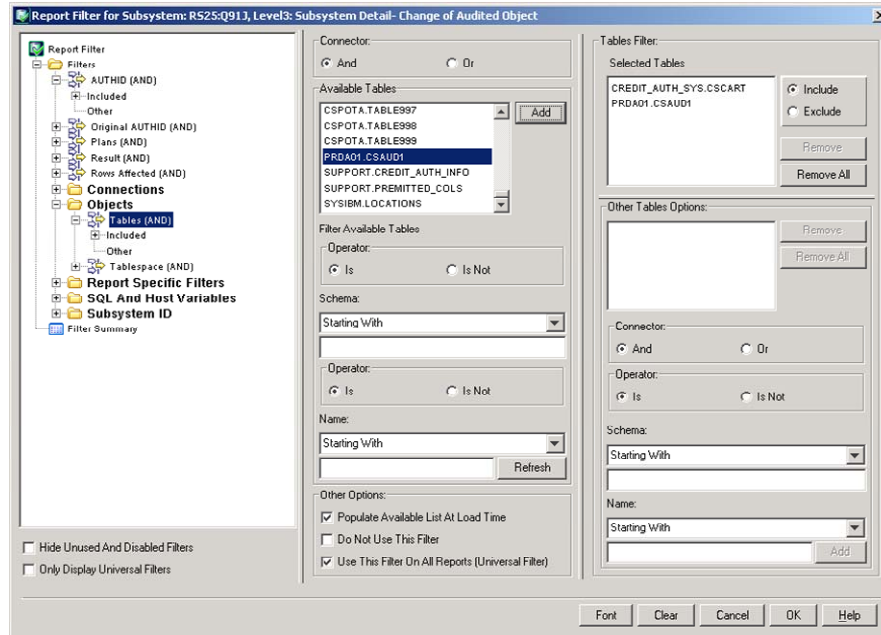 Report Filter for Subsystem: RS25:Q91J, Level3: Subsystem Detail- Change of Audited Object
Report Filter
Filters
AUTHID (AND)
Included
Other
Original AUTHID (AND)
Plans (AND)
Result (AND)
Rows Affected (AND)
Connections
Objects
Tables (AND)
Included
Other
Tablespace (AND)
Report Specific Filters
SQL And Host Variables
Subsystem ID
Filter Summary
Hide Unused And Disabled Filters
Only Display Universal Filters
Connector:
And
Or
Available Tables
CSPOTA.TABLE997
CSPOTA.TABLE998
CSPOTA.TABLE999
PRDA01.CSAUD1
SUPPORT.CREDIT_AUTH_INFO
SUPPORT.PREMITTED_COLS
SYSIBM.LOCATIONS
Add
Filter Available Tables
Operator:
Is
Is Not
Schema:
Starting With
Operator:
Is
Is Not
Name:
Starting With
Refresh
Other Options:
Populate Available List At Load Time
Do Not Use This Filter
Use This Filter On All Reports (Universal Filter)
Tables Filter:
Selected Tables
CREDIT_AUTH_SYS.CSCART
PRDA01.CSAUD1
Include
Exclude
Remove
Remove All
Other Tables Options:
Remove
Remove All
Connector:
And
Or
Operator:
Is
Is Not
Schema:
Starting With
Name:
Starting With
Add
Font
Clear
Cancel
OK
Help